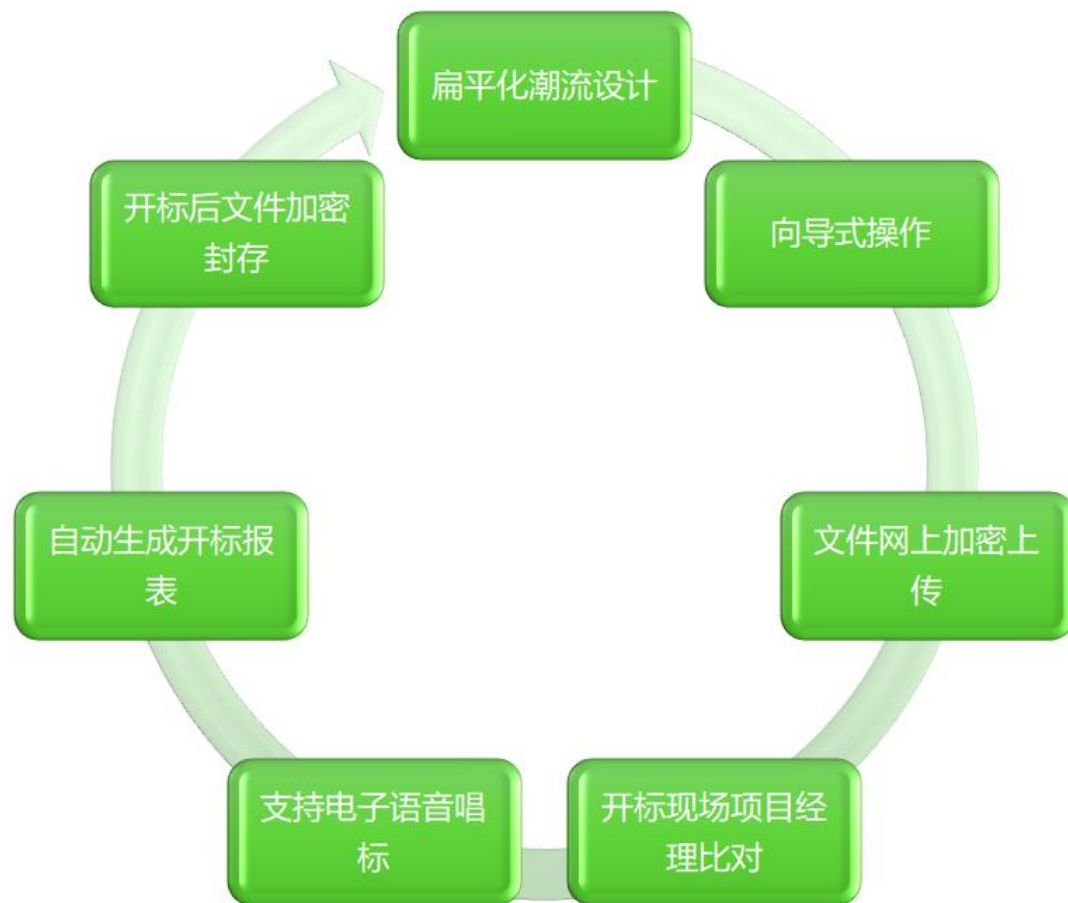 扁平化潮流设计
向导式操作
文件网上加密上
传
开标现场项目经
理比对
支持电子语音唱
标
自动生成开标报
表
开标后文件加密
封存